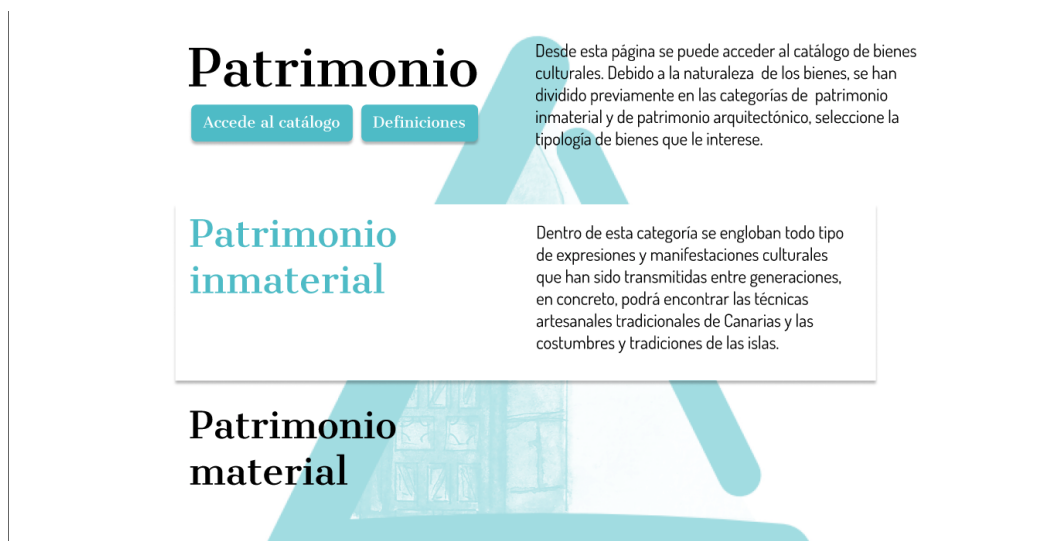 Patrimonio
Accede al catálogo
Definiciones
Desde esta página se puede acceder al catálogo de bienes
culturales. Debido a la naturaleza  de los bienes, se han
dividido previamente en las categorías de  patrimonio
inmaterial y de patrimonio arquitectónico, seleccione la
tipología de bienes que le interese.
Patrimonio
inmaterial
Dentro de esta categoría se engloban todo tipo
de expresiones y manifestaciones culturales
que han sido transmitidas entre generaciones,
en concreto, podrá encontrar las técnicas
artesanales tradicionales de Canarias y las
costumbres y tradiciones de las islas.
Patrimonio
material